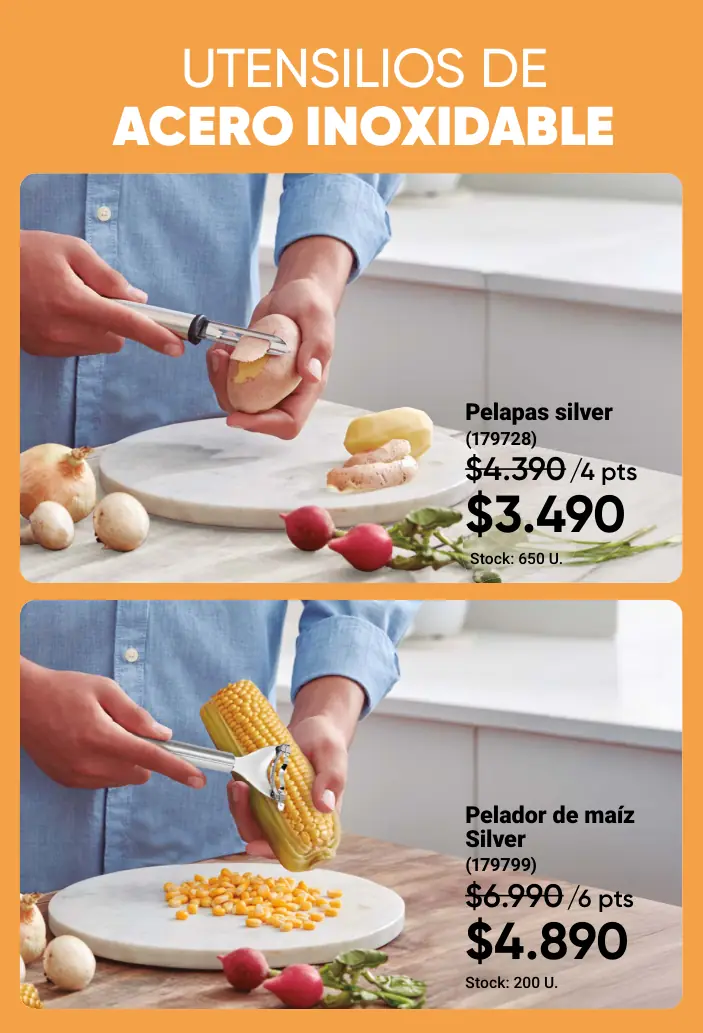 UTENSILIOS DE
ACERO INOXIDABLE
Pelapas silver
(179728)
$4.390 /4 pts
$3.490
Stock: 650 U.
Pelador de maíz
Silver
(179799)
$6.990 /6 pts
$4.890
Stock: 200 U.